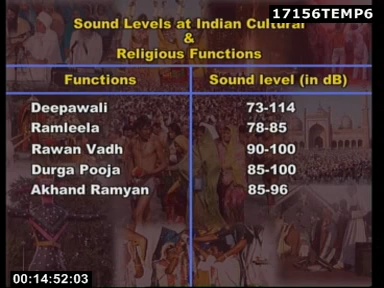 17156TEMP6
Sound Levels at Indian Cultural
&
Religious Functions
Functions Sound level (in dB)
Deepawali 73-114
Ramleela 78-85
Rawan Vadh 90-100
Durga Pooja 85-100
Akhand Ramyan 85-96
00:14:52:03